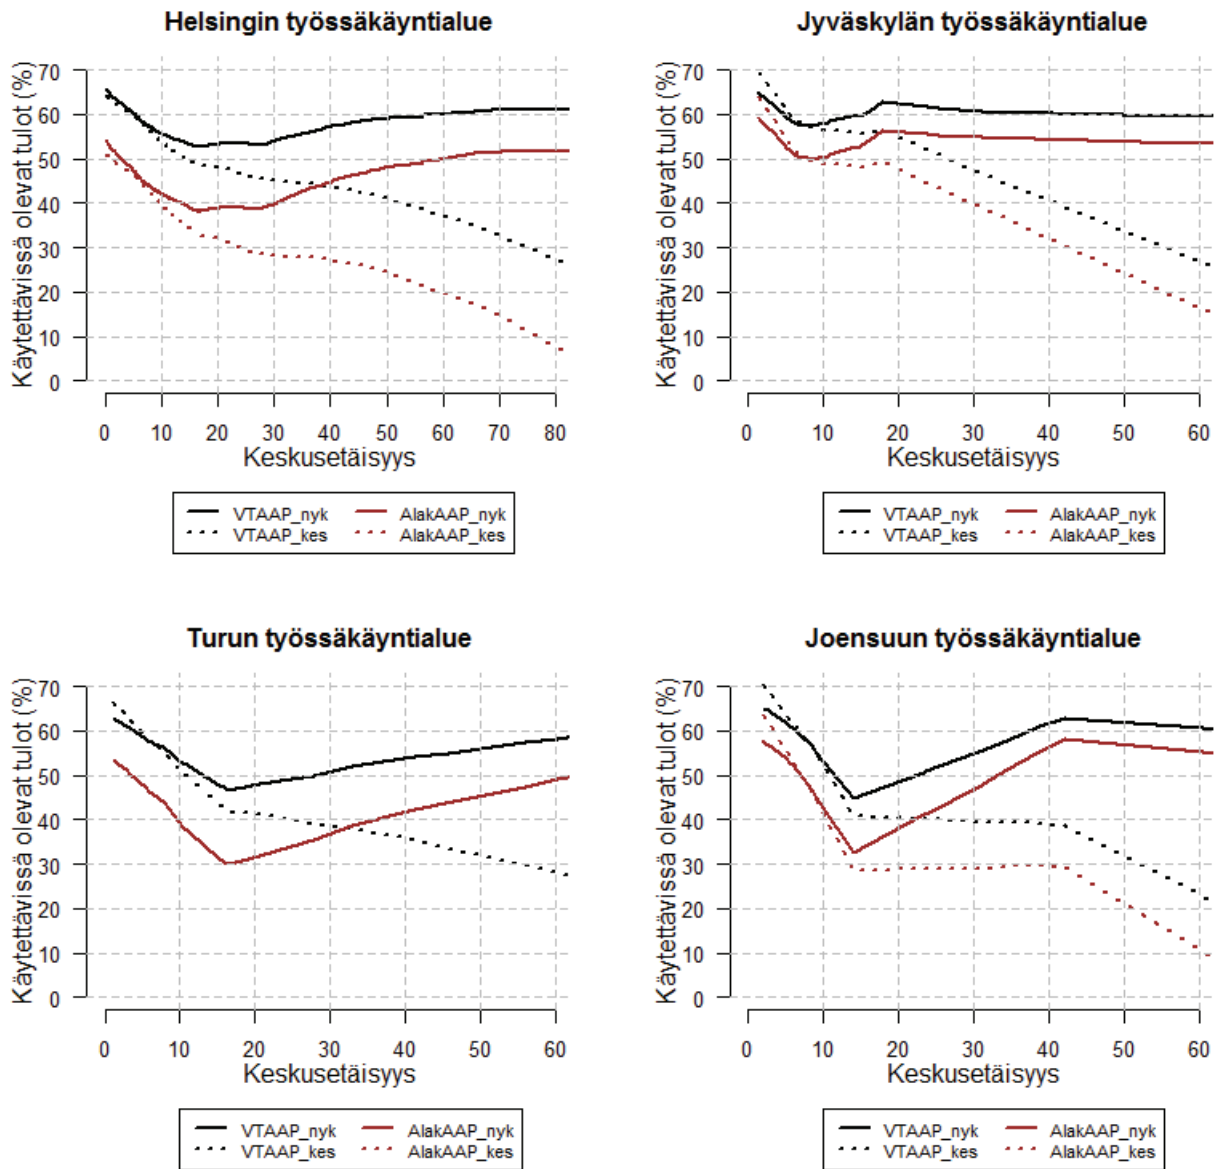 Helsingin työssäkäyntialue
Käytettävissä olevat tulot (%)
70
60
50
40
30
20
10
0
0 10 20 30 40 50 60 70 80
Keskusetäisyys
VTAAP_nyk AlakAAP_nyk
VTAAP_kes AlakAAP_kes
Jyväskylän työssäkäyntialue
Käytettävissä olevat tulot (%)
70
60
50
40
30
20
10
0
0 10 20 30 40 50 60
Keskusetäisyys
VTAAP_nyk AlakAAP_nyk
VTAAP_kes AlakAAP_kes
Turun työssäkäyntialue
Käytettävissä olevat tulot (%)
70
60
50
40
30
20
10
0
0 10 20 30 40 50 60
Keskusetäisyys
VTAAP_nyk AlakAAP_nyk
VTAAP_kes AlakAAP_kes
Joensuun työssäkäyntialue
Käytettävissä olevat tulot (%)
70
60
50
40
30
20
10
0
0 10 20 30 40 50 60
Keskusetäisyys
VTAAP_nyk AlakAAP_nyk
VTAAP_kes AlakAAP_kes